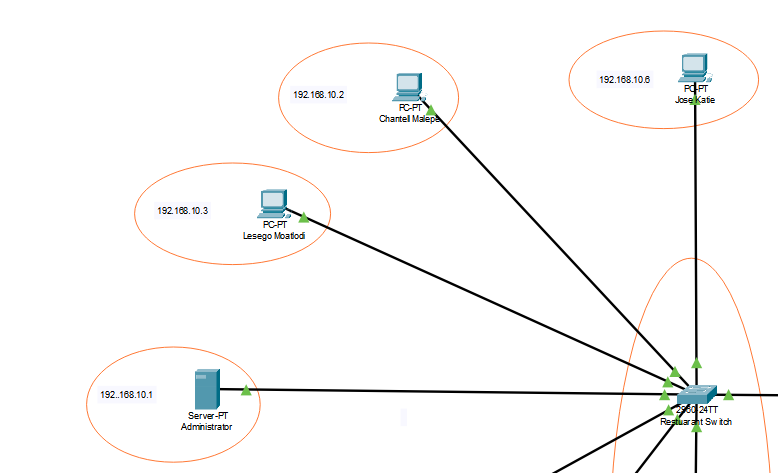 192.168.10.6
PC-PT
Jose Katie
192.168.10.2
PC-PT
Chantell Malepe
192.168.10.3
PC-PT
Lesego Moatlodi
192..168.10.1
Server-PT
Administrator
2950-24TT
Restuarant Switch